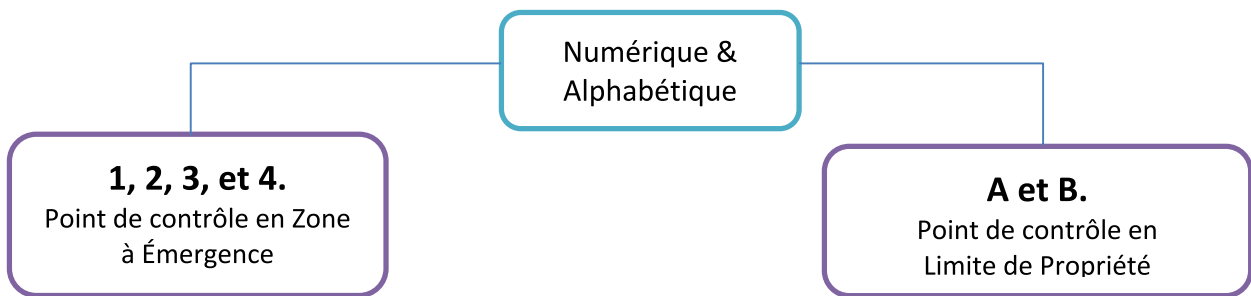 Numérique &
Alphabétique
1, 2, 3, et 4.
Point de contrôle en Zone
à Émergence
A et B.
Point de contrôle en
Limite de Propriété